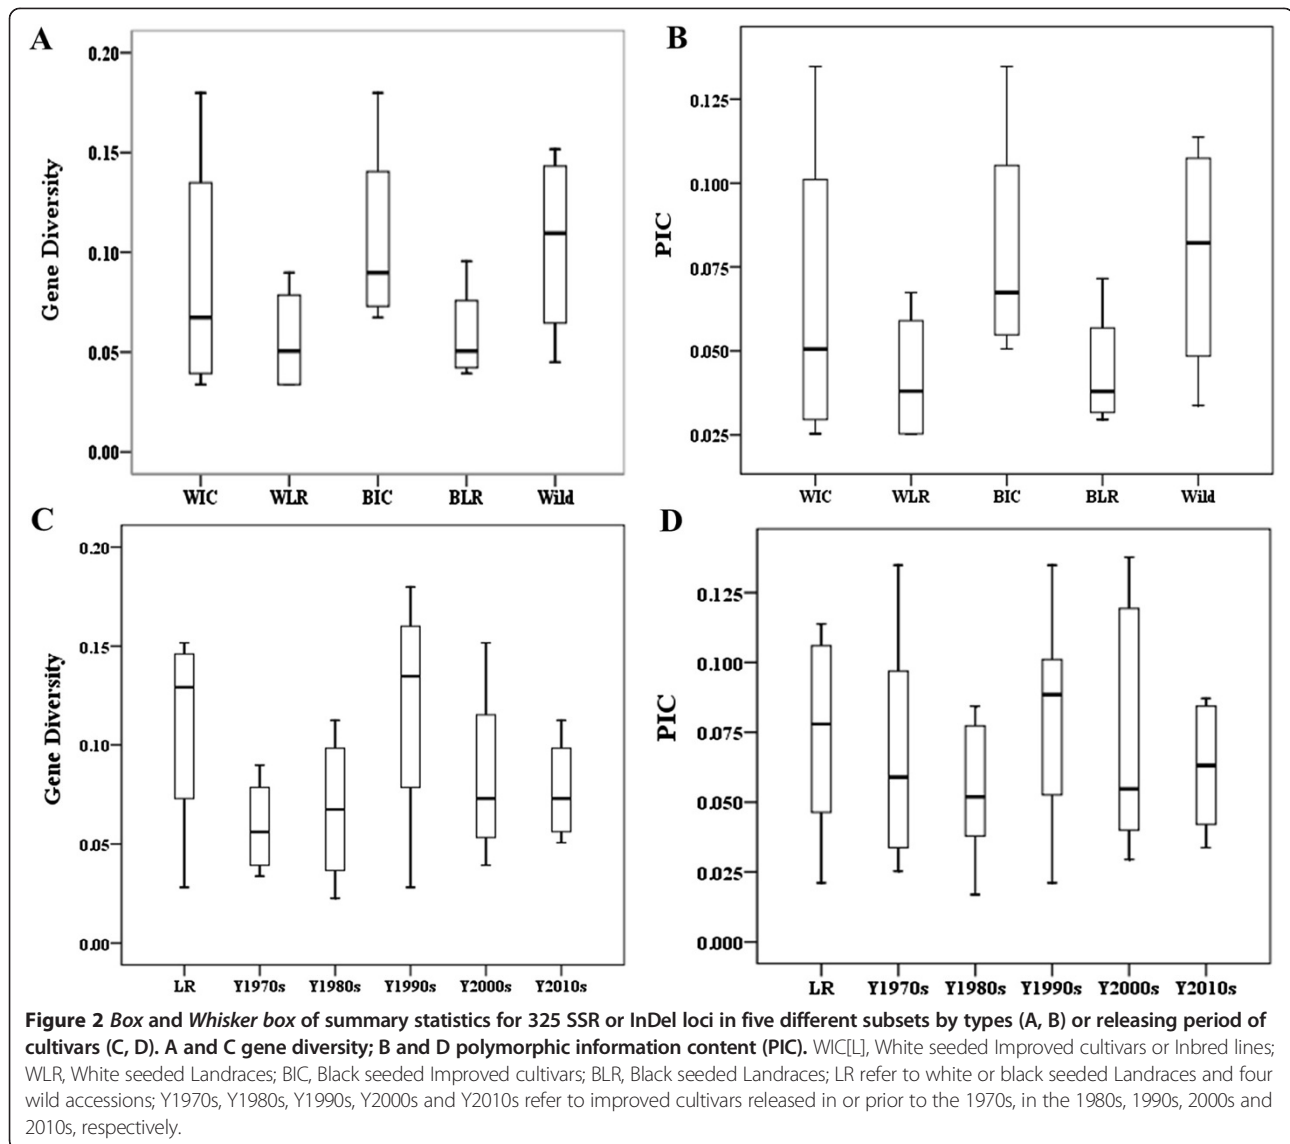 A
0.20
0.15
0.10
0.05
0.00
Gene Diversity
WIC WLR BIC BLR Wild
B
0.125
0.100
0.075
0.050
0.025
PIC
WIC WLR BIC BLR Wild
C
0.20
0.15
0.10
0.05
0.00
Gene Diversity
LR Y1970s Y1980s Y1990s Y2000s Y2010s
D
0.125
0.100
0.075
0.050
0.025
0.000
PIC
LR Y1970s Y1980s Y1990s Y2000s Y2010s
Figure 2 Box and Whisker box of summary statistics for 325 SSR or InDel loci in five different subsets by types (A, B) or releasing period of
cultivars (C, D). A and C gene diversity; B and D polymorphic information content (PIC). WIC[L], White seeded Improved cultivars or Inbred lines;
WLR, White seeded Landraces; BIC, Black seeded Improved cultivars; BLR, Black seeded Landraces; LR refer to white or black seeded Landraces and four
wild accessions; Y1970s, Y1980s, Y1990s, Y2000s and Y2010s refer to improved cultivars released in or prior to the 1970s, in the 1980s, 1990s, 2000s and
2010s, respectively.